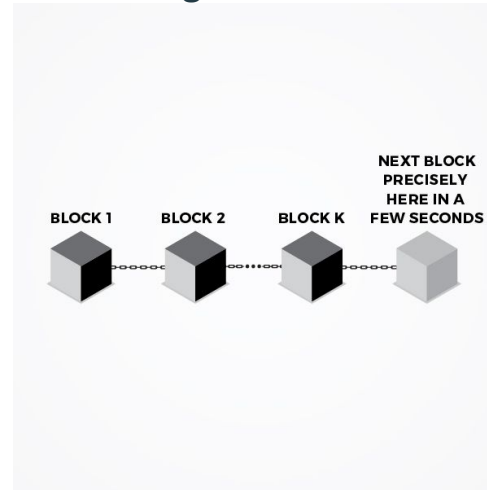 NEXT BLOCK
PRECISELY
HERE IN A
FEW SECONDS
BLOCK 1
BLOCK 2
BLOCK K